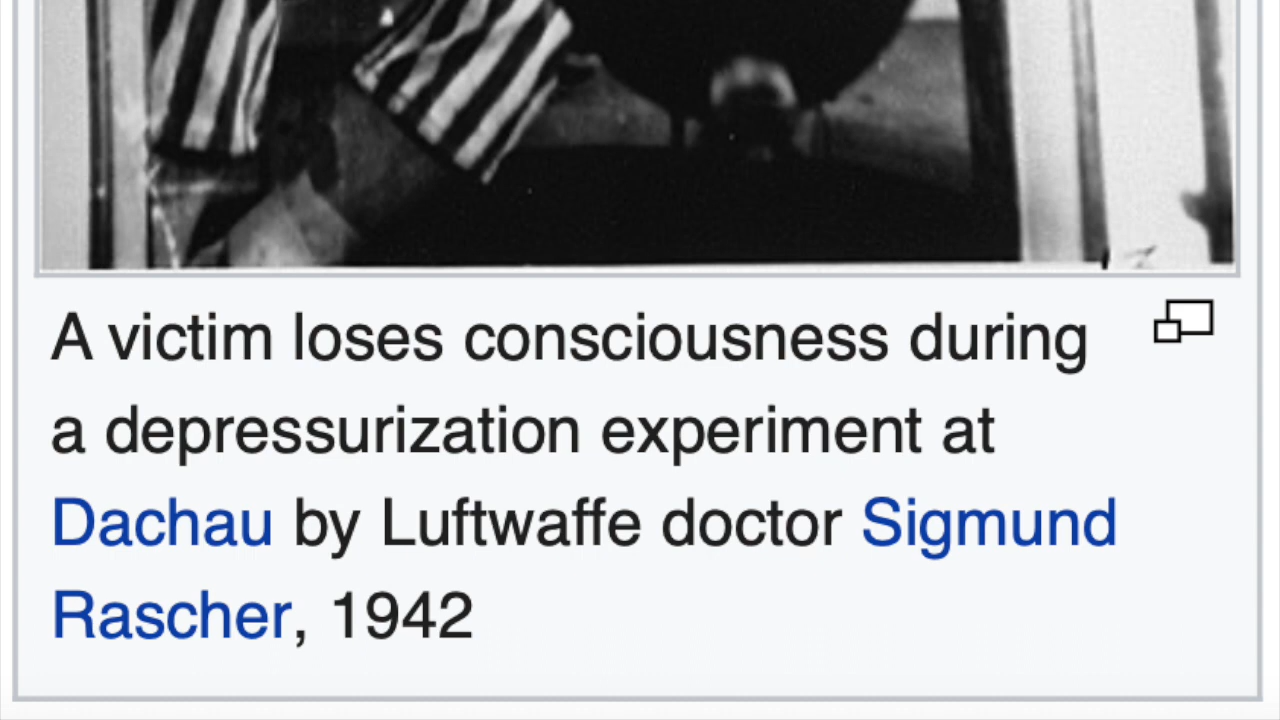 A victim loses consciousness during
a depressurization experiment at
Dachau by Luftwaffe doctor Sigmund
Rascher, 1942